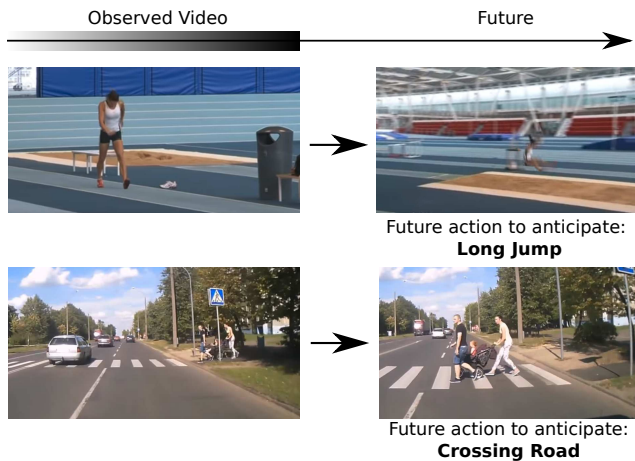 Observed Video
Future
Future action to anticipate:
Long Jump
Future action to anticipate:
Crossing Road